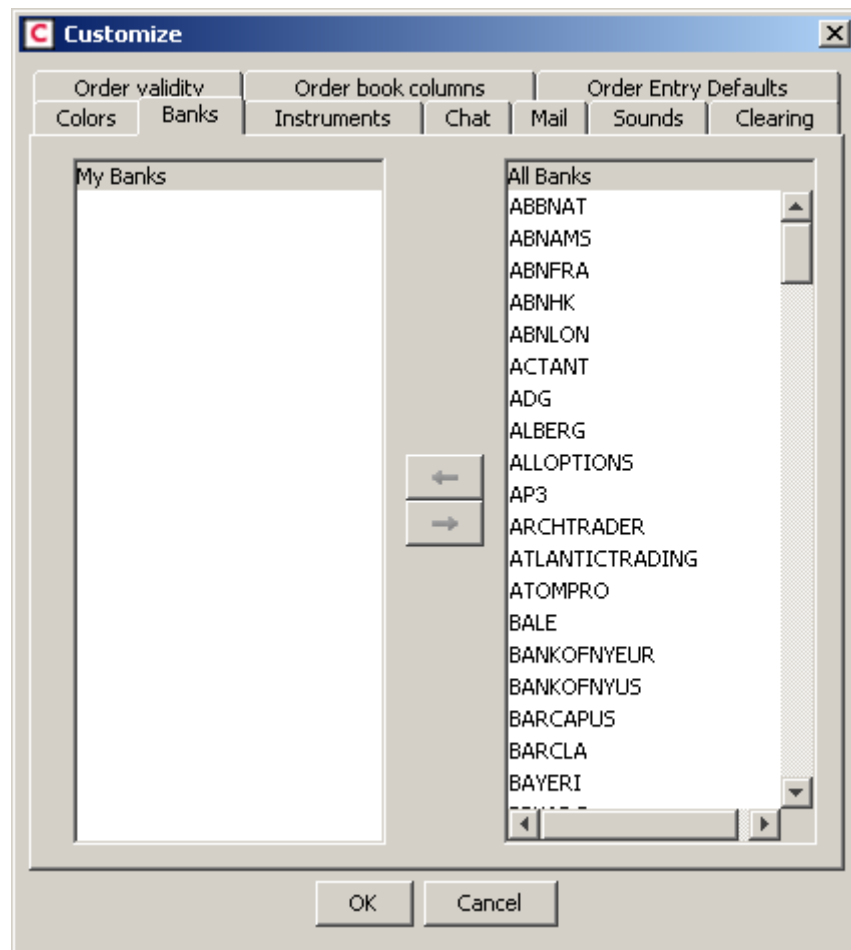 C Customize
Order validity Order book columns Order Entry Defaults
Colors Banks Instruments Chat Mail Sounds Clearing
My Banks
All Banks
ABBNAT
ABNAMS
ABNFRA
ABNHK
ABNLON
ACTANT
ADG
ALBERG
ALLOPTIONS
AP3
ARCHTRADER
ATLANTICTRADING
ATOMPRO
BALE
BANKOFNYEUR
BANKOFNYUS
BARCAPUS
BARCLA
BAYERI
OK Cancel